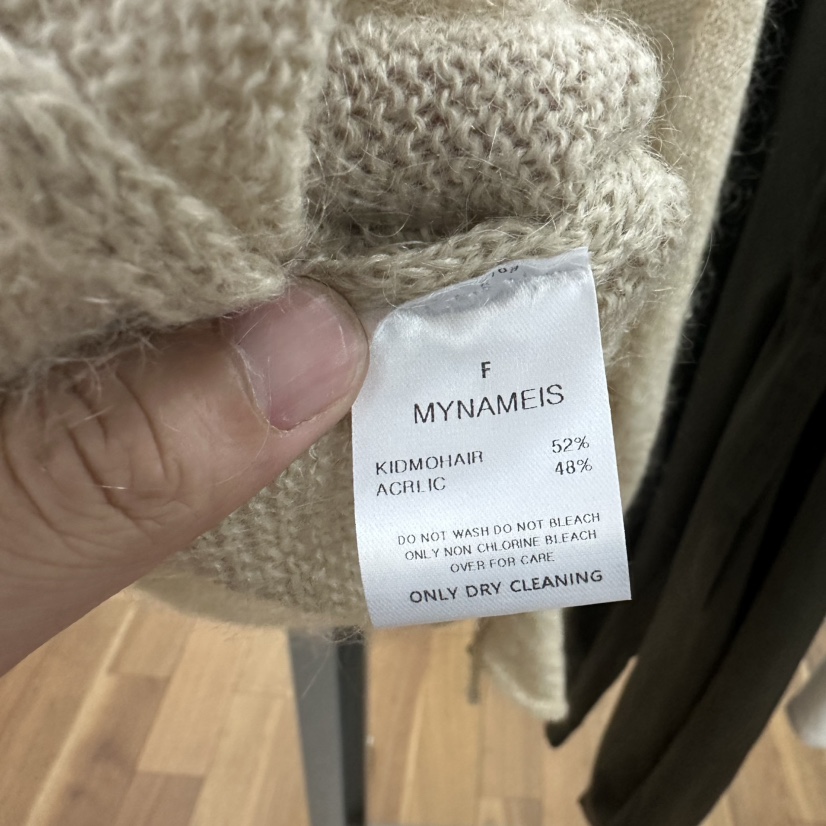 F
MYNAMEIS
KIDMOHAIR 52%
ACRLIC 48%
DO NOT WASH DO NOT BLEACH
ONLY NON CHLORINE BLEACH
OVER FOR CARE
ONLY DRY CLEANING